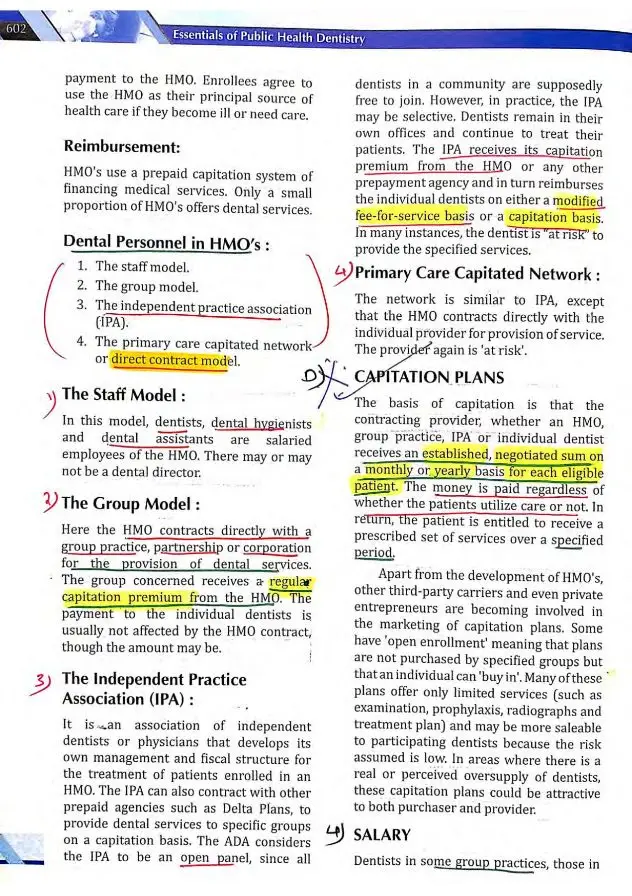 602
Essentials of Public Health Dentistry
payment to the HMO. Enrollees agree to
use the HMO as their principal source of
health care if they become ill or need care.
Reimbursement:
HMO's use a prepaid capitation system of
financing medical services. Only a small
proportion of HMO's offers dental services.
Dental Personnel in HMO's :
1. The staff model.
2. The group model.
3. The independent practice association
(IPA).
4. The primary care capitated network
or direct contract model.
1) The Staff Model :
In this model, dentists, dental hygienists
and dental assistants are salaried
employees of the HMO. There may or may
not be a dental director.
2) The Group Model :
Here the HMO contracts directly with a
group practice, partnership or corporation
for the provision of dental services.
The group concerned receives a regular
capitation premium from the HMO. The
payment to the individual dentists is
usually not affected by the HMO contract,
though the amount may be.
3) The Independent Practice
Association (IPA) :
It is an association of independent
dentists or physicians that develops its
own management and fiscal structure for
the treatment of patients enrolled in an
HMO. The IPA can also contract with other
prepaid agencies such as Delta Plans, to
provide dental services to specific groups
on a capitation basis. The ADA considers
the IPA to be an open panel, since all
dentists in a community are supposedly
free to join. However, in practice, the IPA
may be selective. Dentists remain in their
own offices and continue to treat their
patients. The IPA receives its capitation
premium from the HMO or any other
prepayment agency and in turn reimburses
the individual dentists on either a modified
fee-for-service basis or a capitation basis.
In many instances, the dentist is "at risk" to
provide the specified services.
4) Primary Care Capitated Network :
The network is similar to IPA, except
that the HMO contracts directly with the
individual provider for provision of service.
The provider again is 'at risk'.
D) CAPITATION PLANS
The basis of capitation is that the
contracting provider, whether an HMO,
group practice, IPA or individual dentist
receives an established, negotiated sum on
a monthly or yearly basis for each eligible
patient. The money is paid regardless of
whether the patients utilize care or not. In
return, the patient is entitled to receive a
prescribed set of services over a specified
period.
Apart from the development of HMO's,
other third-party carriers and even private
entrepreneurs are becoming involved in
the marketing of capitation plans. Some
have 'open enrollment' meaning that plans
are not purchased by specified groups but
that an individual can 'buy in'. Many of these
plans offer only limited services (such as
examination, prophylaxis, radiographs and
treatment plan) and may be more saleable
to participating dentists because the risk
assumed is low. In areas where there is a
real or perceived oversupply of dentists,
these capitation plans could be attractive
to both purchaser and provider.
4) SALARY
Dentists in some group practices, those in